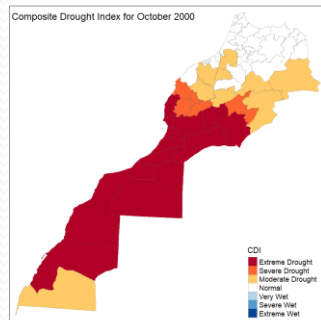 Composite Drought Index for October 2000
CDI
Extreme Drought
Severe Drought
Moderate Drought
Normal
Very Wet
Severe Wet
Extreme Wet